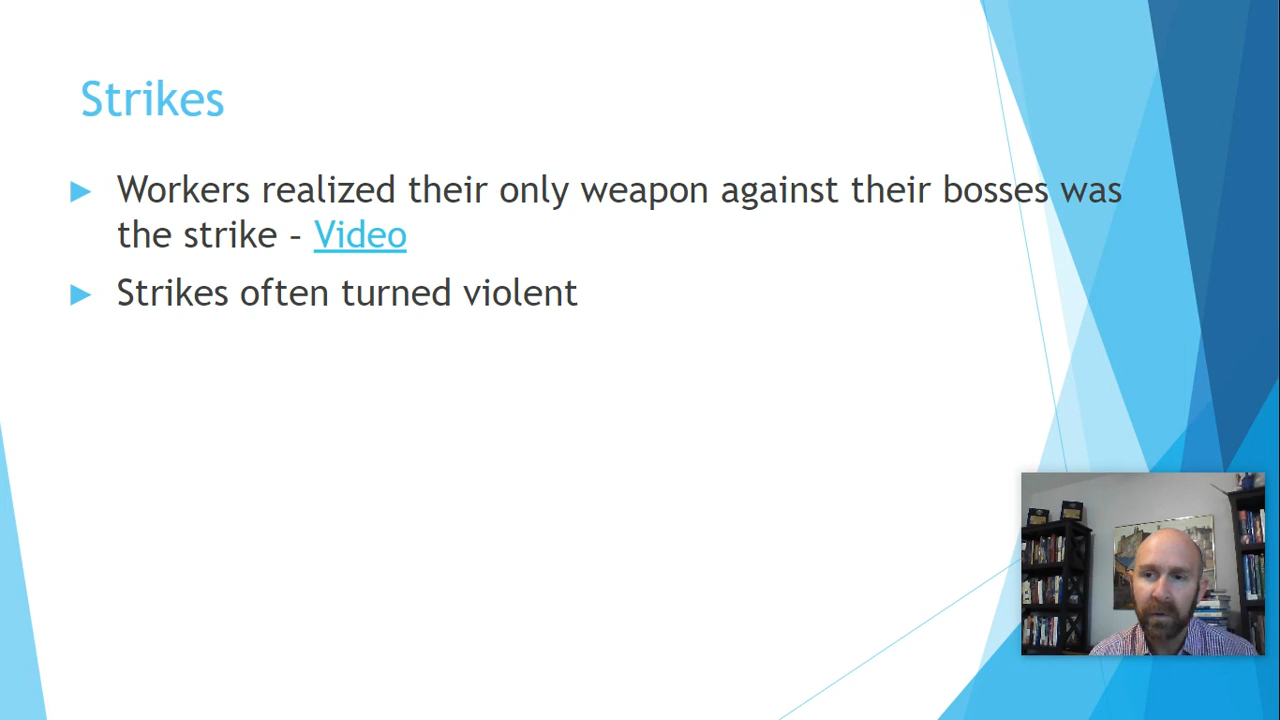 Strikes
Workers realized their only weapon against their bosses was
the strike – Video
Strikes often turned violent